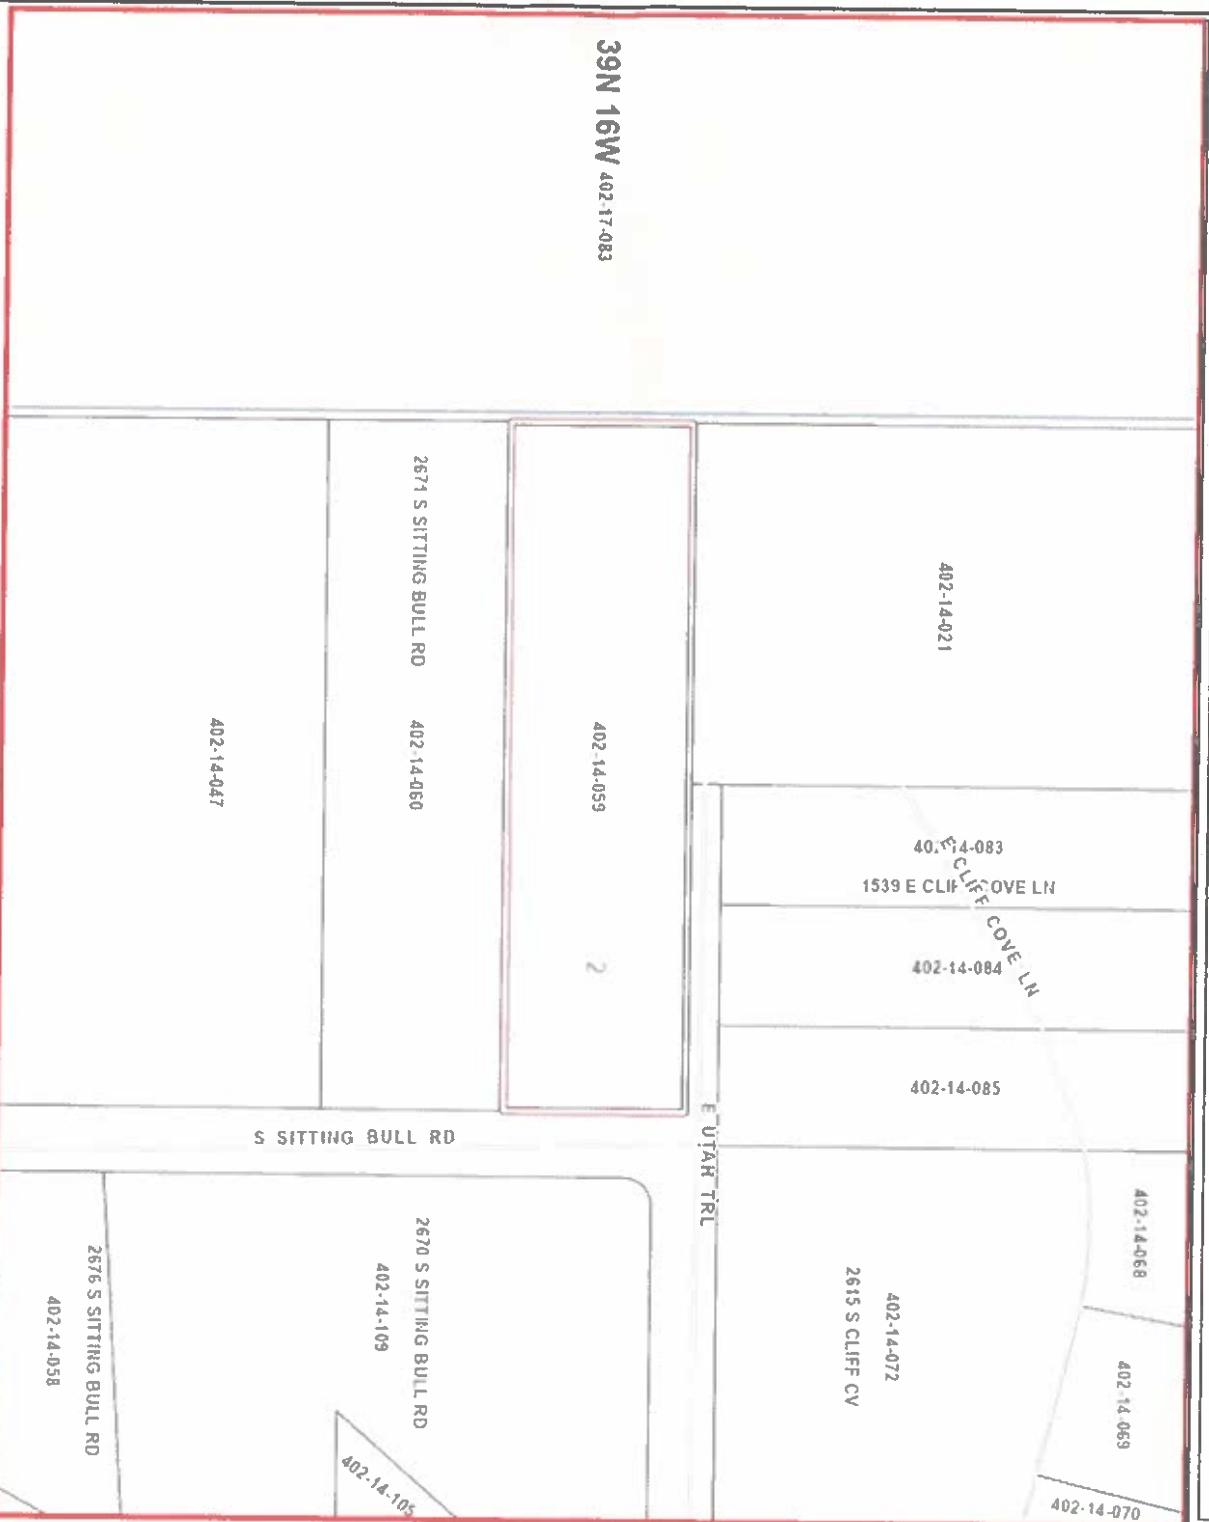 39N 16W 402-17-083
402-14-021
2671 S SITTING BULL RD
402-14-060
402-14-059
402-14-047
2
14-083
1539 E
LN
E CLIFF COVE LN
402-14-084
402-14-085
E UTAH TRL
S SITTING BULL RD
402-14-068
402-14-069
402-14-070
402-14-072
2615 S CLIFF CV
2670 S SITTING BULL RD
402-14-109
402-14-105
2676 S SITTING BULL RD
402-14-058